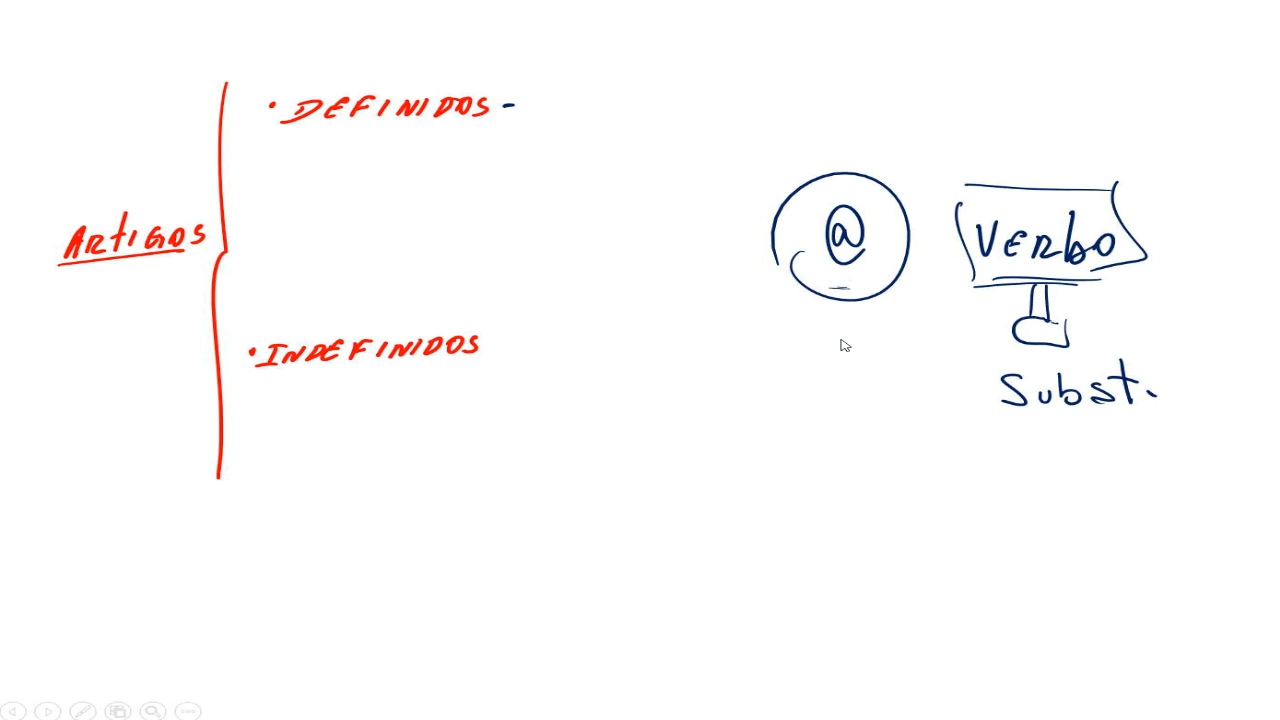 • DEFINIDOS -
ARTIGOS
• INDEFINIDOS
@ VERBO
Subst.